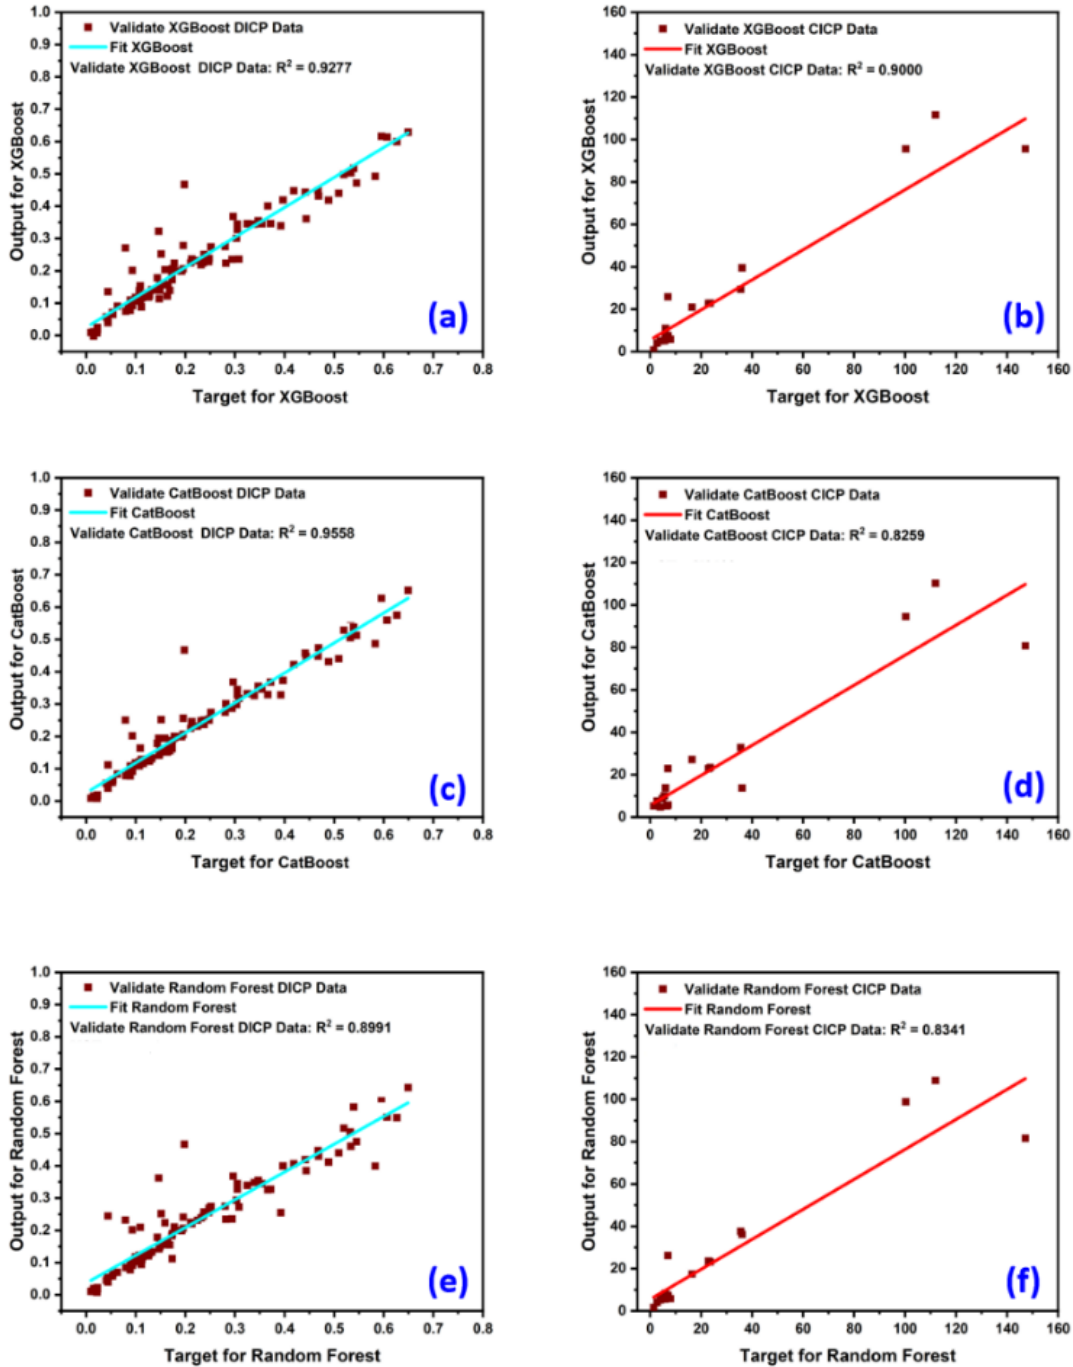 Validate XGBoost DICP Data
Fit XGBoost
Validate XGBoost DICP Data: R² = 0.9277
Output for XGBoost
1.0
0.9
0.8
0.7
0.6
0.5
0.4
0.3
0.2
0.1
0.0
(a)
0.0 0.1 0.2 0.3 0.4 0.5 0.6 0.7 0.8
Target for XGBoost
Validate XGBoost CICP Data
Fit XGBoost
Validate XGBoost CICP Data: R² = 0.9000
Output for XGBoost
160
140
120
100
80
60
40
20
0
(b)
0 20 40 60 80 100 120 140 160
Target for XGBoost
Validate CatBoost DICP Data
Fit CatBoost
Validate CatBoost DICP Data: R² = 0.9558
Output for CatBoost
1.0
0.9
0.8
0.7
0.6
0.5
0.4
0.3
0.2
0.1
0.0
(c)
0.0 0.1 0.2 0.3 0.4 0.5 0.6 0.7 0.8
Target for CatBoost
Validate CatBoost CICP Data
Fit CatBoost
Validate CatBoost CICP Data: R² = 0.8259
Output for CatBoost
160
140
120
100
80
60
40
20
0
(d)
0 20 40 60 80 100 120 140 160
Target for CatBoost
Validate Random Forest DICP Data
Fit Random Forest
Validate Random Forest DICP Data: R² = 0.8991
Output for Random Forest
1.0
0.9
0.8
0.7
0.6
0.5
0.4
0.3
0.2
0.1
0.0
(e)
0.0 0.1 0.2 0.3 0.4 0.5 0.6 0.7 0.8
Target for Random Forest
Validate Random Forest CICP Data
Fit Random Forest
Validate Random Forest CICP Data: R² = 0.8341
Output for Random Forest
160
140
120
100
80
60
40
20
0
(f)
0 20 40 60 80 100 120 140 160
Target for Random Forest